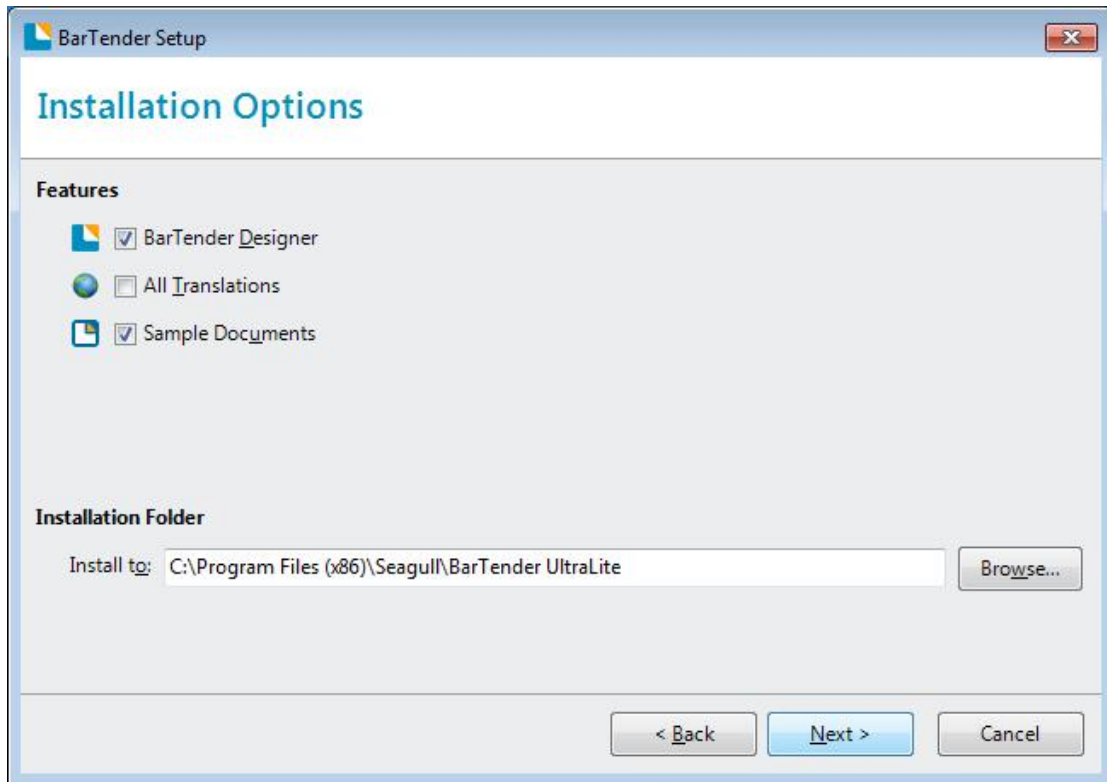 BarTender Setup
Installation Options
Features
BarTender Designer
All Translations
Sample Documents
Installation Folder
Install to: C:\Program Files (x86)\Seagull\BarTender UltraLite Browse...
< Back Next > Cancel